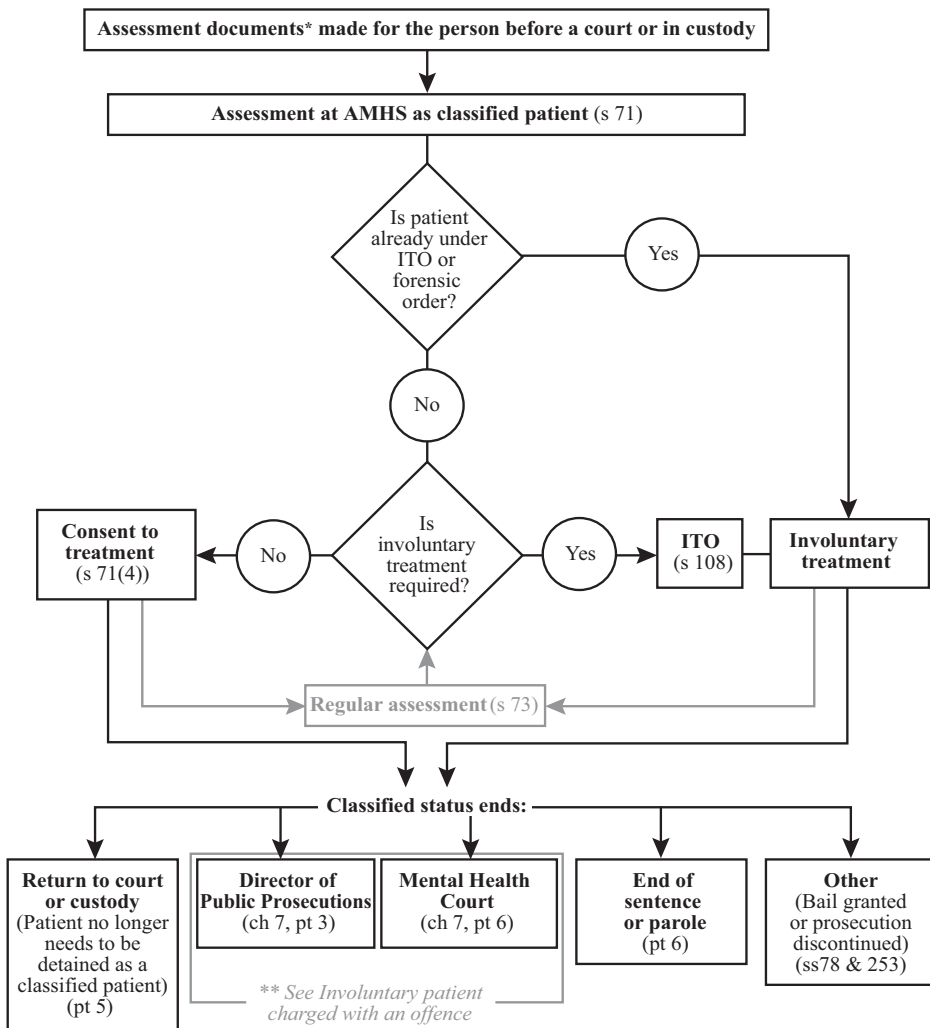 Assessment documents* made for the person before a court or in custody
Assessment at AMHS as classified patient (s 71)
Is patient
already under
ITO or
forensic
order?
Yes
No
Consent to
treatment
(s 71(4))
No
Is
involuntary
treatment
required?
Yes
ITO
(s 108)
Involuntary
treatment
Regular assessment (s 73)
Classified status ends:
Return to court
or custody
(Patient no longer
needs to be
detained as a
classified patient)
(pt 5)
Director of
Public Prosecutions
(ch 7, pt 3)
Mental Health
Court
(ch 7, pt 6)
End of
sentence
or parole
(pt 6)
Other
(Bail granted
or prosecution
discontinued)
(ss78 & 253)
** See Involuntary patient
charged with an offence